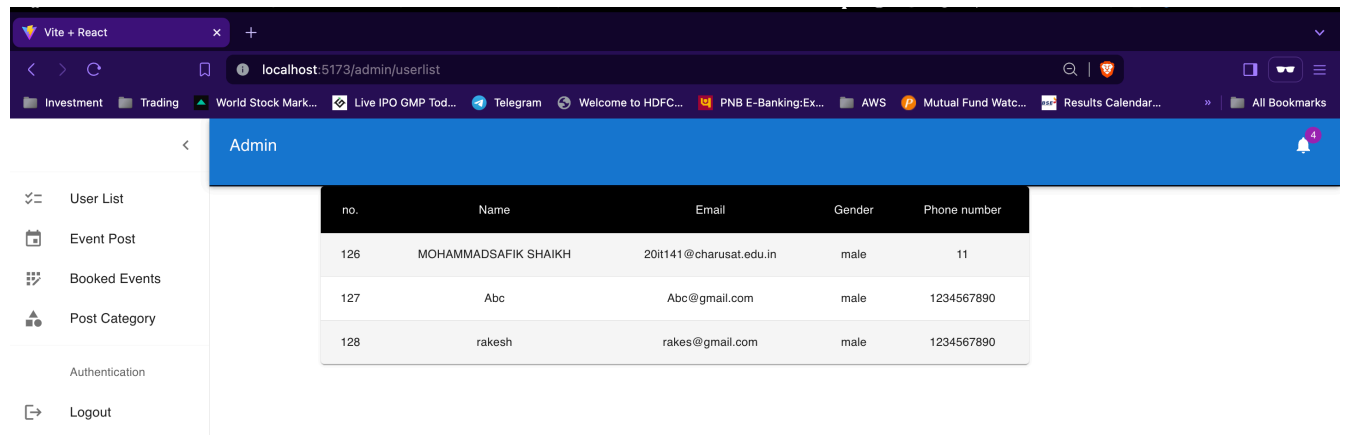 Vite + React
localhost:5173/admin/userlist
Investment Trading World Stock Mark... Live IPO GMP Tod... Telegram Welcome to HDFC... PNB E-Banking:Ex... AWS Mutual Fund Watc... BSE Results Calendar... » All Bookmarks
Admin 4
User List
Event Post
Booked Events
Post Category
Authentication
Logout
no. Name Email Gender Phone number
126 MOHAMMADSAFIK SHAIKH 20it141@charusat.edu.in male 11
127 Abc Abc@gmail.com male 1234567890
128 rakesh rakes@gmail.com male 1234567890